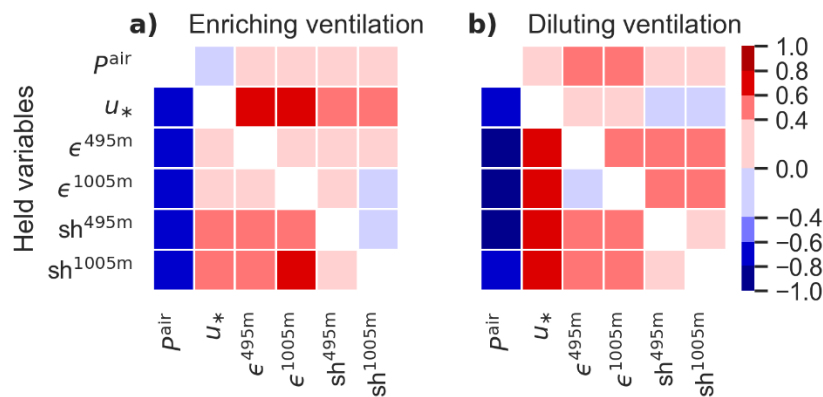 a) Enriching ventilation
b) Diluting ventilation
Held variables
P^air
u_*
ϵ^495m
ϵ^1005m
sh^495m
sh^1005m
P^air
u_*
ϵ^495m
ϵ^1005m
sh^495m
sh^1005m
P^air
u_*
ϵ^495m
ϵ^1005m
sh^495m
sh^1005m
1.0
0.8
0.6
0.4
0.0
−0.4
−0.6
−0.8
−1.0